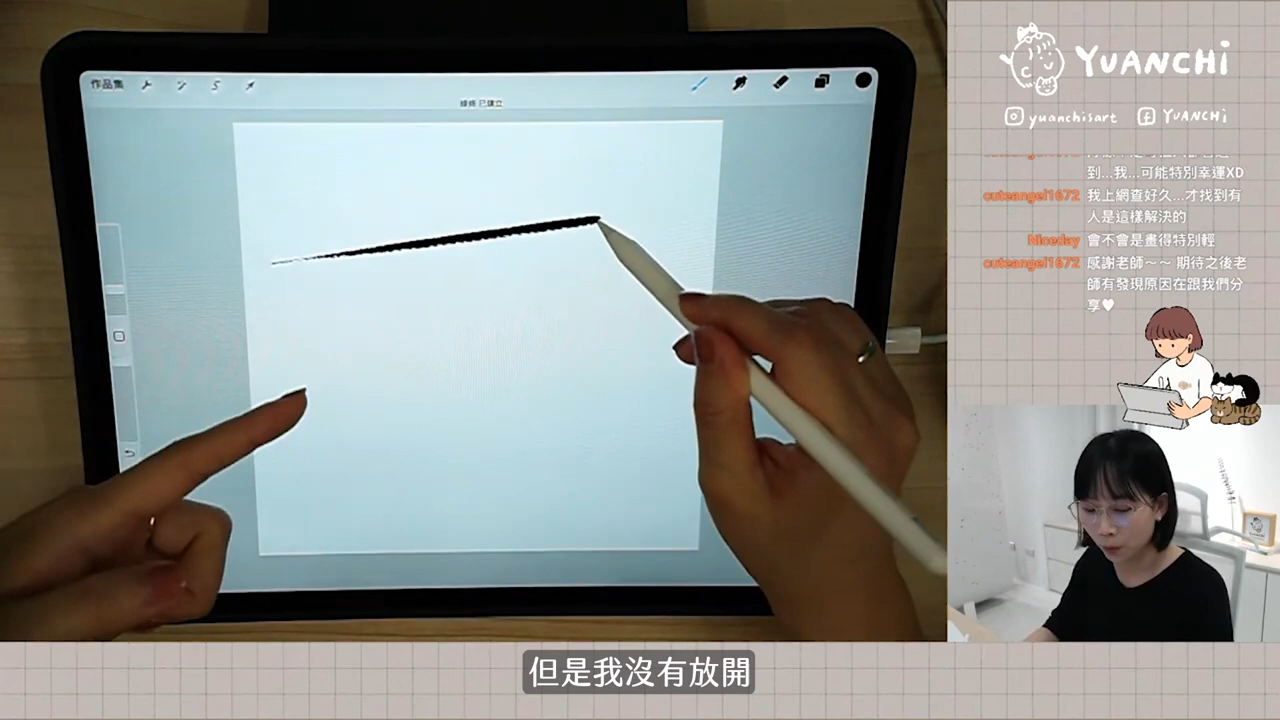 作品集
線條 已建立
YUANCHI
yuanchisart
YUANCHI
到...我...可能特別幸運XD
cuteangel1672 我上網查好久...才找到有
人是這樣解決的
Niceday 會不會是畫得特別輕
cuteangel1672 感謝老師～～ 期待之後老
師有發現原因在跟我們分
享♥
但是我沒有放開